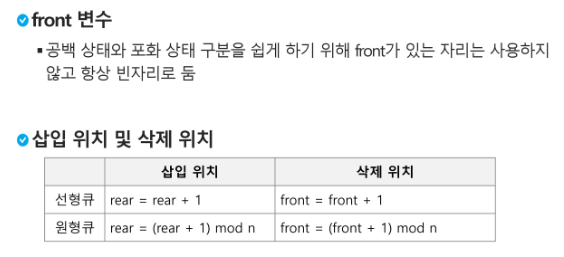 front 변수
▪ 공백 상태와 포화 상태 구분을 쉽게 하기 위해 front가 있는 자리는 사용하지
않고 항상 빈자리로 둠
삽입 위치 및 삭제 위치
삽입 위치 삭제 위치
선형큐 rear = rear + 1 front = front + 1
원형큐 rear = (rear + 1) mod n front = (front + 1) mod n